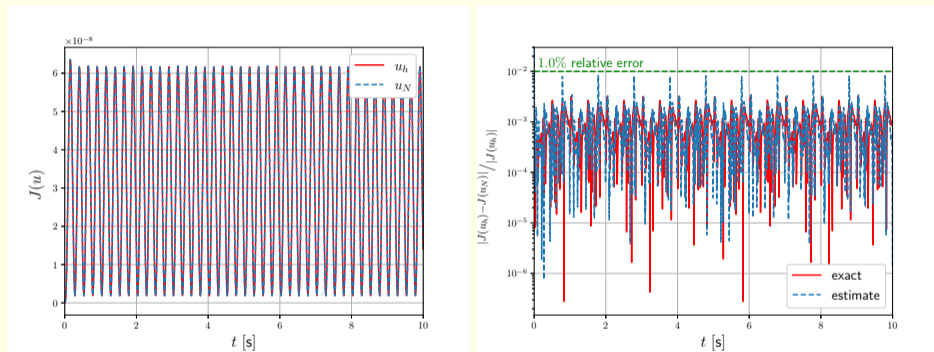 ×10⁻⁸
6
5
4
3
2
1
0
J(u)
u_h
u_N
0 2 4 6 8 10
t [s]
1.0% relative error
10⁻²
10⁻³
10⁻⁴
10⁻⁵
10⁻⁶
|J(u_h)−J(u_N)|/|J(u_h)|
exact
estimate
0 2 4 6 8 10
t [s]